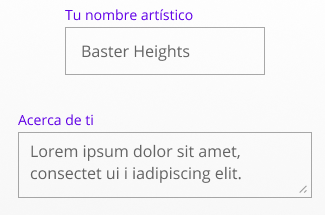 Tu nombre artístico
Baster Heights
Acerca de ti
Lorem ipsum dolor sit amet,
consectet ui i iadipiscing elit.